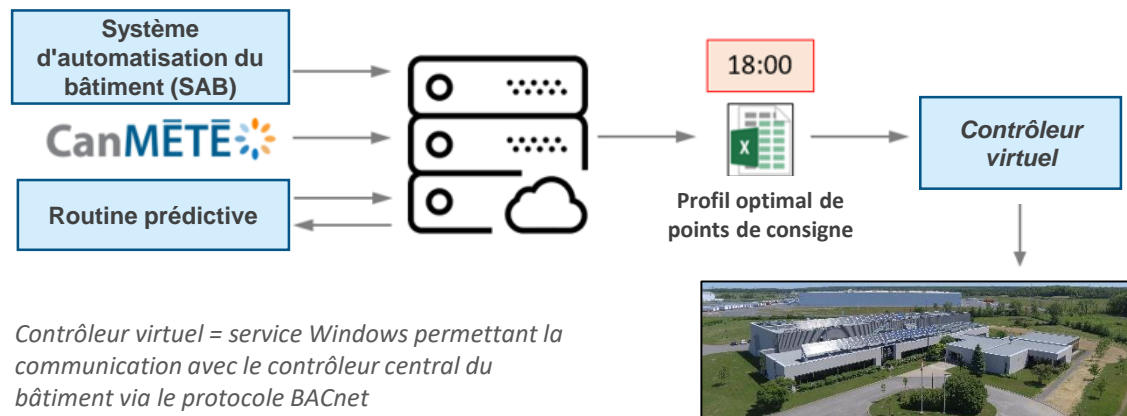 Système
d'automatisation du
bâtiment (SAB)
CanMĒTĒ
Routine prédictive
18:00
X
Profil optimal de
points de consigne
Contrôleur
virtuel
Contrôleur virtuel = service Windows permettant la
communication avec le contrôleur central du
bâtiment via le protocole BACnet